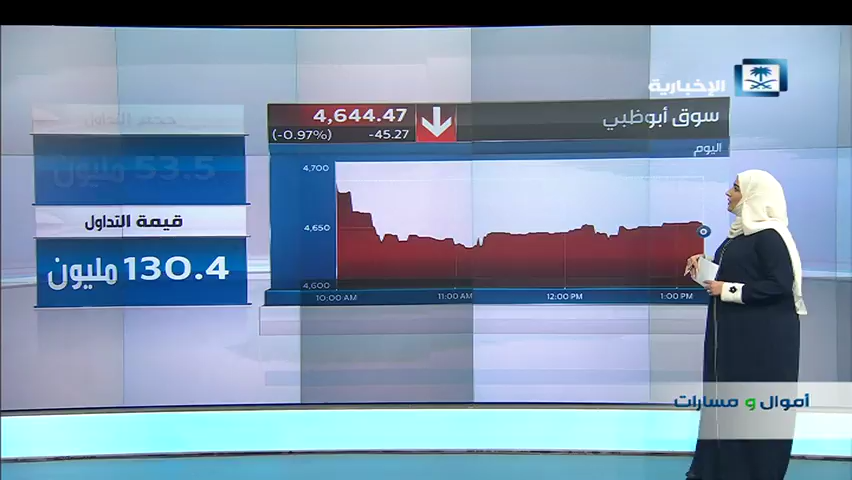 الإخبارية
سوق أبوظبي
4,644.47
(-0.97%) -45.27
اليوم
4,700
4,650
4,600
10:00 AM 11:00 AM 12:00 PM 1:00 PM
حجم التداول
53.5 مليون
قيمة التداول
130.4 مليون
أموال و مسارات